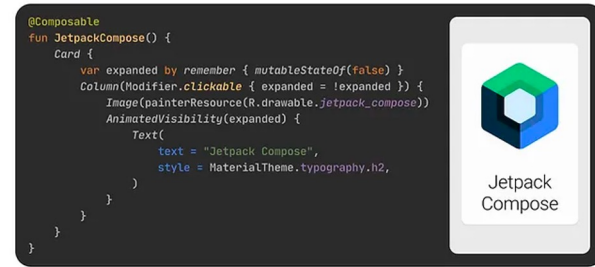 @Composable
fun JetpackCompose() {
    Card {
        var expanded by remember { mutableStateOf(false) }
        Column(Modifier.clickable { expanded = !expanded }) {
            Image(painterResource(R.drawable.jetpack_compose))
            AnimatedVisibility(expanded) {
                Text(
                    text = "Jetpack Compose",
                    style = MaterialTheme.typography.h2,
                )
            }
        }
    }
}
Jetpack
Compose